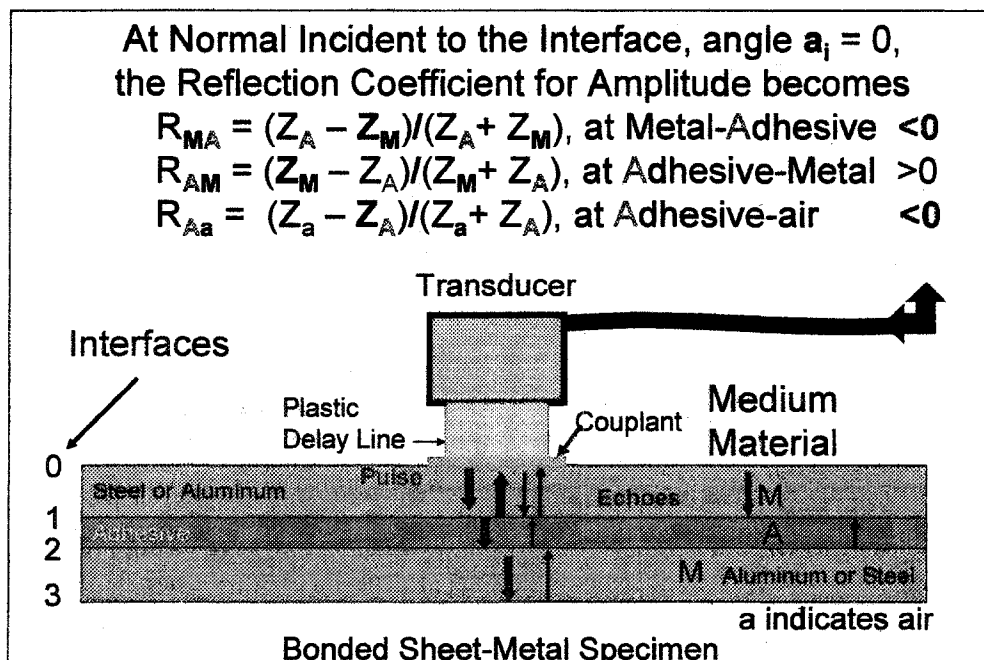 At Normal Incident to the Interface, angle aᵢ = 0,
the Reflection Coefficient for Amplitude becomes
R_MA = (Z_A – Z_M)/(Z_A+ Z_M), at Metal-Adhesive <0
R_AM = (Z_M – Z_A)/(Z_M+ Z_A), at Adhesive-Metal >0
R_Aa = (Z_a – Z_A)/(Z_a+ Z_A), at Adhesive-air <0
Transducer
Interfaces
Plastic
Delay Line
Couplant
Medium
Material
0
Pulse
Steel or Aluminum
Echoes
M
1
Adhesive
A
2
M Aluminum or Steel
3
a indicates air
Bonded Sheet-Metal Specimen